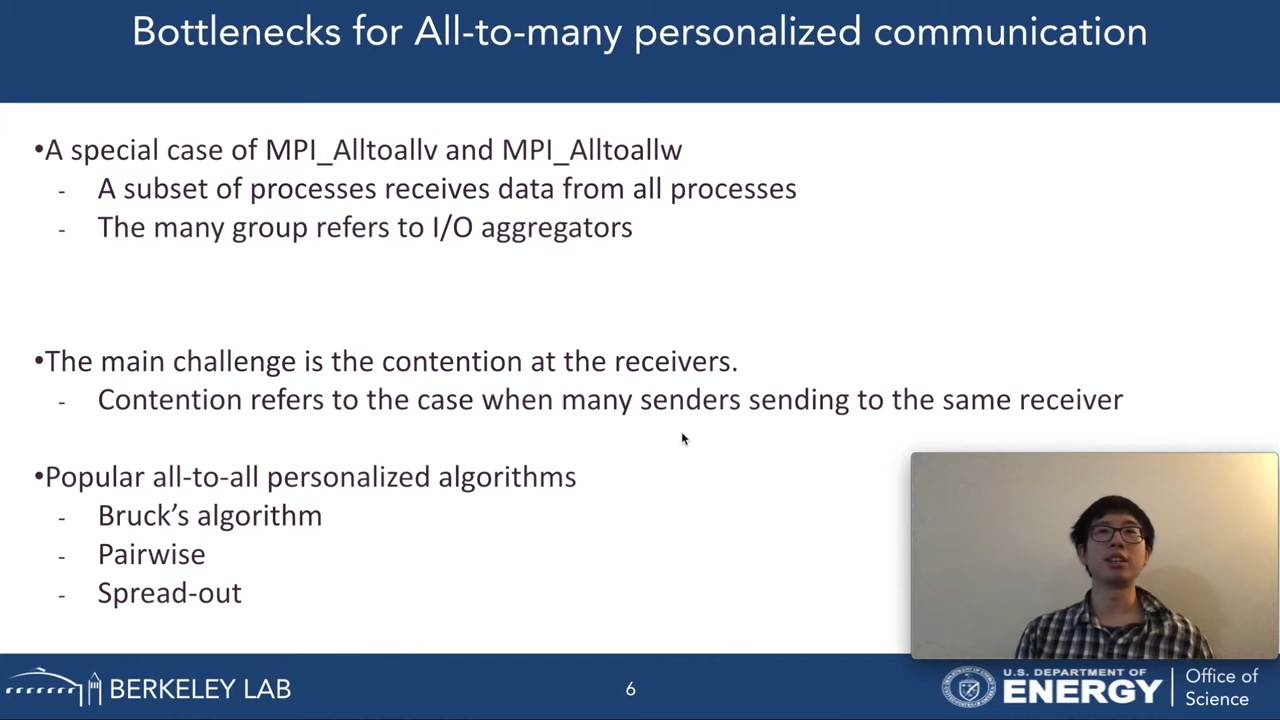 Bottlenecks for All-to-many personalized communication
•A special case of MPI_Alltoallv and MPI_Alltoallw
- A subset of processes receives data from all processes
- The many group refers to I/O aggregators
•The main challenge is the contention at the receivers.
- Contention refers to the case when many senders sending to the same receiver
•Popular all-to-all personalized algorithms
- Bruck’s algorithm
- Pairwise
- Spread-out
BERKELEY LAB
6
U.S. DEPARTMENT OF
ENERGY
Office of
Science